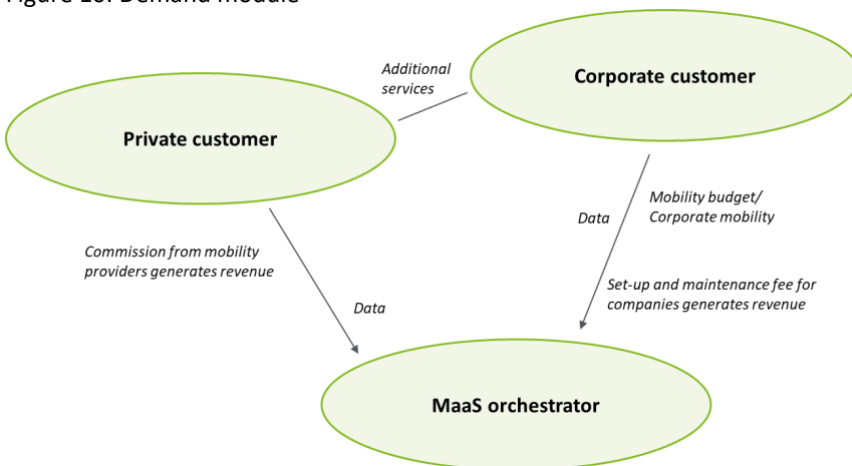 Figure 10: Demand module
Additional
services
Corporate customer
Private customer
Mobility budget/
Corporate mobility
Data
Commission from mobility
providers generates revenue
Set-up and maintenance fee for
companies generates revenue
Data
MaaS orchestrator